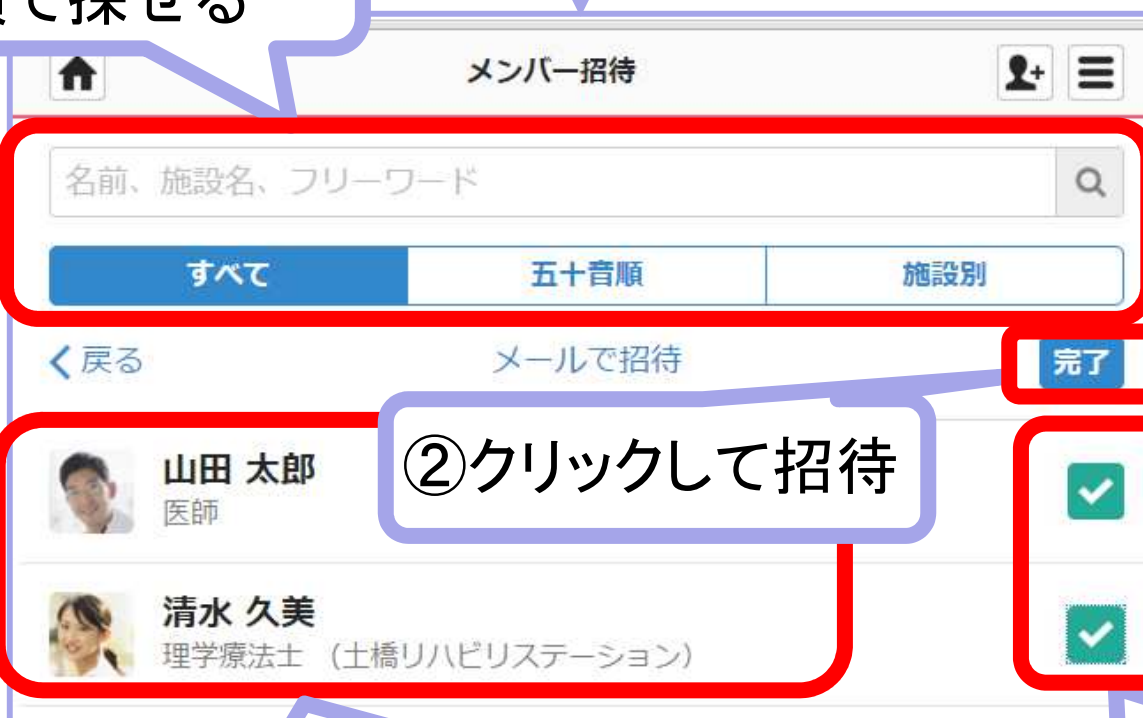 で探せる
メンバー招待
名前、施設名、フリーワード
すべて
五十音順
施設別
戻る
メールで招待
完了
②クリックして招待
山田 太郎
医師
清水 久美
理学療法士 （土橋リハビリステーション）